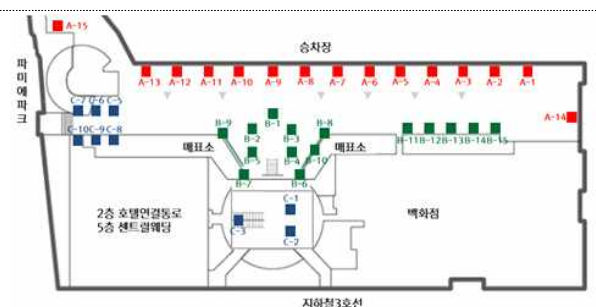 A-15
승차장
A-13 A-12 A-11 A-10 A-9 A-8 A-7 A-6 A-5 A-4 A-3 A-2 A-1
파미에파크
C-7 C-6 C-5
A-14
B-1
B-9 B-2 B-3 B-8
B-11 B-12 B-13 B-14 B-15
C-10 C-9 C-8
매표소 B-5 B-4 B-10 매표소
B-7 B-6
C-1
2층 호텔연결통로
5층 센트럴웨딩
C-3
백화점
C-2
지하철3호선